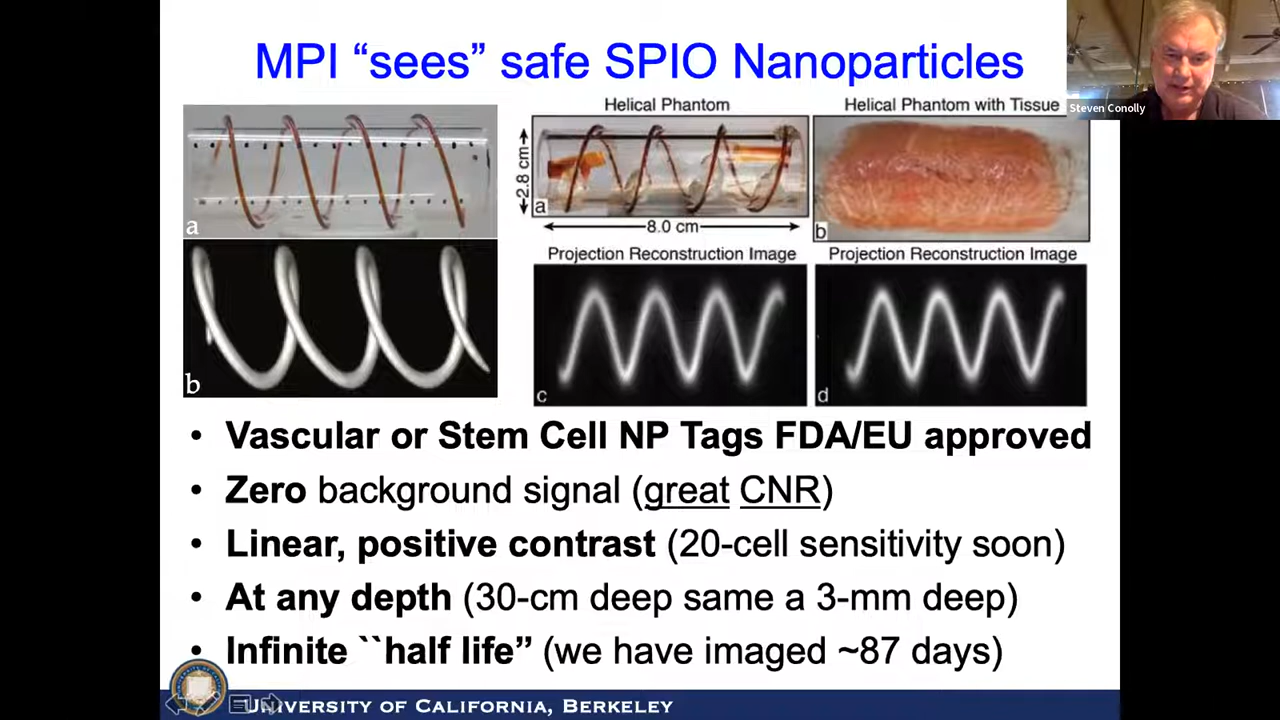 MPI “sees” safe SPIO Nanoparticles
Steven Conolly
Helical Phantom
Helical Phantom with Tissue
2.8 cm
a
a
b
8.0 cm
Projection Reconstruction Image
Projection Reconstruction Image
b
c
d
• Vascular or Stem Cell NP Tags FDA/EU approved
• Zero background signal (great CNR)
• Linear, positive contrast (20-cell sensitivity soon)
• At any depth (30-cm deep same a 3-mm deep)
• Infinite ``half life” (we have imaged ~87 days)
UNIVERSITY OF CALIFORNIA, BERKELEY